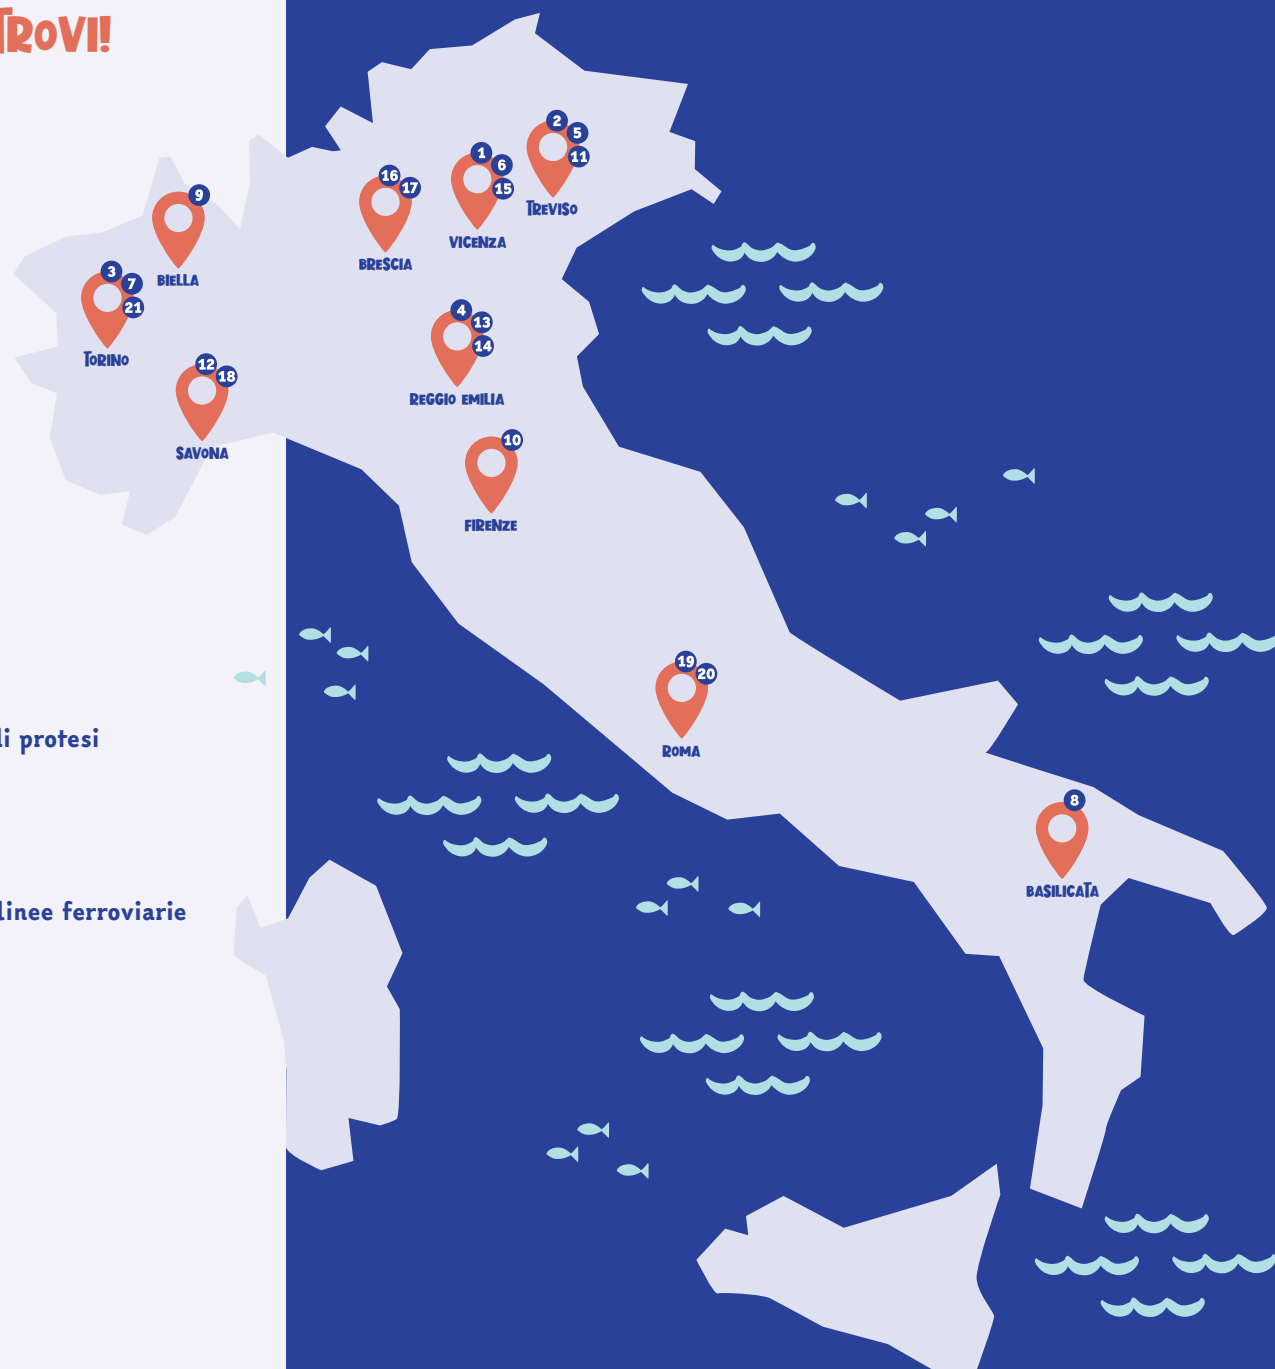 TROVI!
2
5
11
TREVISO
1
6
15
VICENZA
16
17
BRESCIA
9
BIELLA
3
7
21
TORINO
4
13
14
REGGIO EMILIA
12
18
SAVONA
10
FIRENZE
19
20
ROMA
li protesi
8
BASILICATA
linee ferroviarie